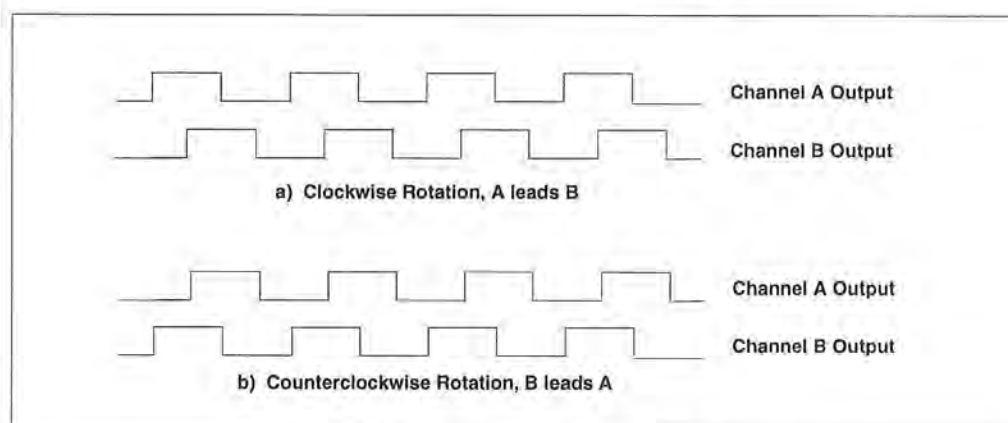 Channel A Output
Channel B Output
a) Clockwise Rotation, A leads B
Channel A Output
Channel B Output
b) Counterclockwise Rotation, B leads A